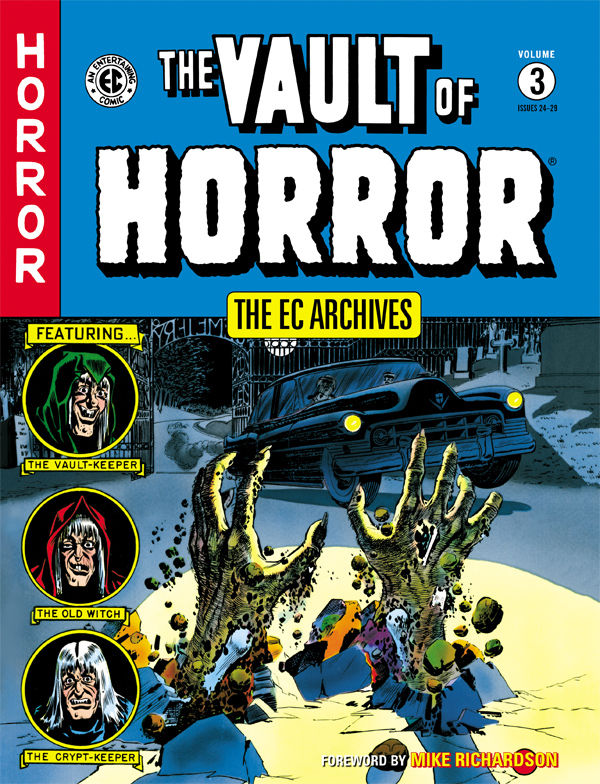 HORROR
AN ENTERTAINING
EC
COMIC
THE VAULT OF
HORROR®
VOLUME
3
ISSUES 24–29
THE EC ARCHIVES
FEATURING...
THE VAULT-KEEPER
THE OLD WITCH
THE CRYPT-KEEPER
FOREWORD BY MIKE RICHARDSON